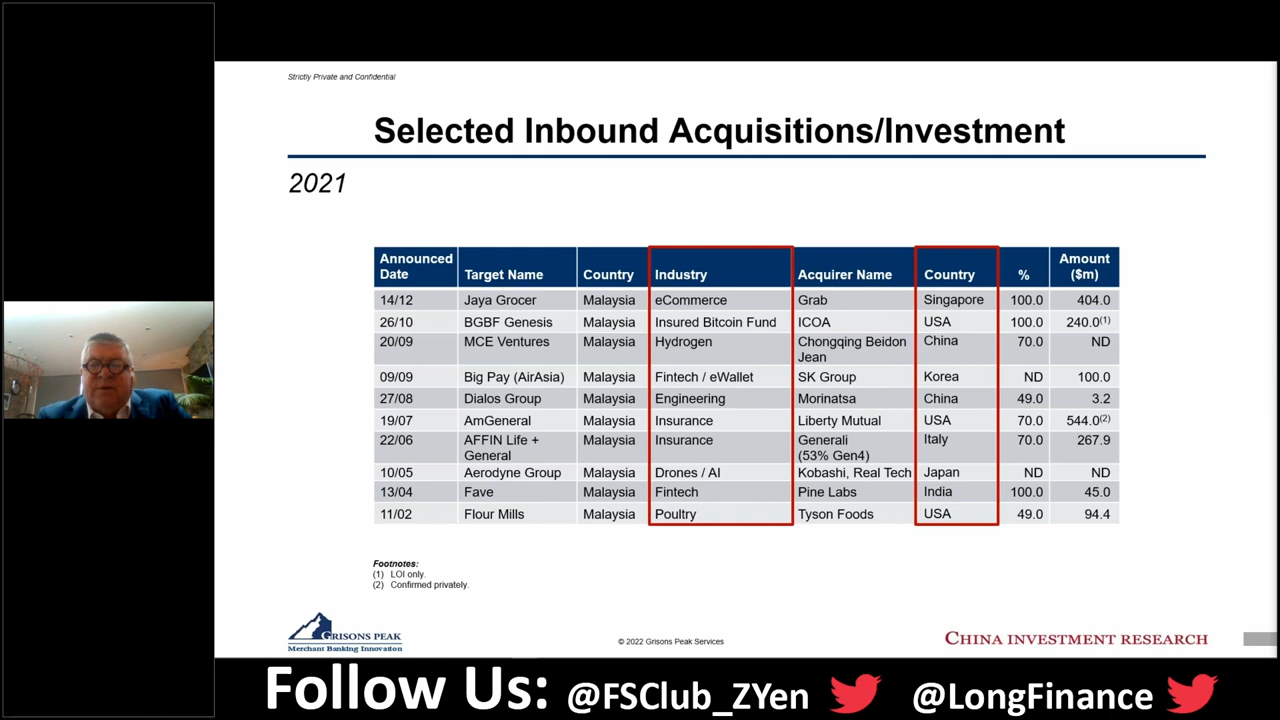 Strictly Private and Confidential
Selected Inbound Acquisitions/Investment
2021
Announced Date Target Name Country Industry Acquirer Name Country % Amount ($m)
14/12 Jaya Grocer Malaysia eCommerce Grab Singapore 100.0 404.0
26/10 BGBF Genesis Malaysia Insured Bitcoin Fund ICOA USA 100.0 240.0(1)
20/09 MCE Ventures Malaysia Hydrogen Chongqing Beidon Jean China 70.0 ND
09/09 Big Pay (AirAsia) Malaysia Fintech / eWallet SK Group Korea ND 100.0
27/08 Dialos Group Malaysia Engineering Morinatsa China 49.0 3.2
19/07 AmGeneral Malaysia Insurance Liberty Mutual USA 70.0 544.0(2)
22/06 AFFIN Life + General Malaysia Insurance Generali (53% Gen4) Italy 70.0 267.9
10/05 Aerodyne Group Malaysia Drones / AI Kobashi, Real Tech Japan ND ND
13/04 Fave Malaysia Fintech Pine Labs India 100.0 45.0
11/02 Flour Mills Malaysia Poultry Tyson Foods USA 49.0 94.4
Footnotes:
(1) LOI only.
(2) Confirmed privately.
GRISONS PEAK
Merchant Banking Innovation
© 2022 Grisons Peak Services
CHINA INVESTMENT RESEARCH
Follow Us: @FSClub_ZYen @LongFinance